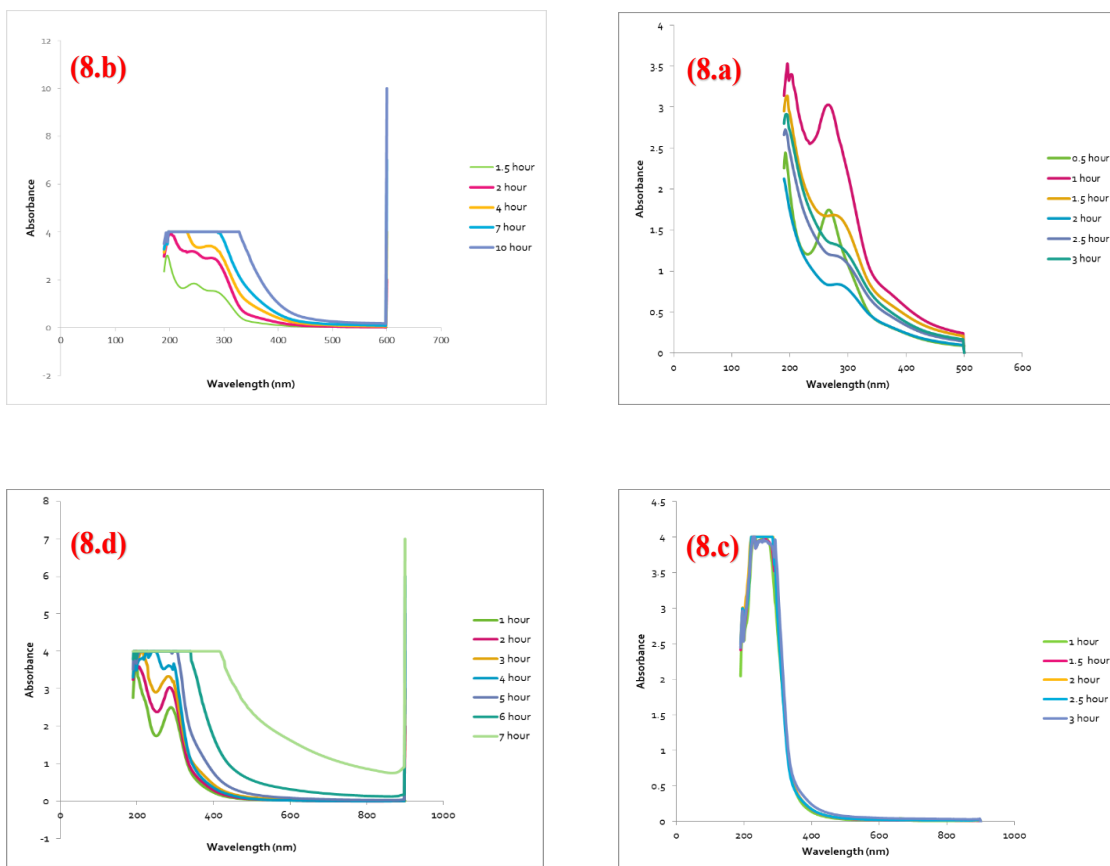 (8.b)
12
10
8
6
4
2
0
-2
0
100
200
300
400
500
600
700
Absorbance
Wavelength (nm)
1.5 hour
2 hour
4 hour
7 hour
10 hour
(8.a)
4
3.5
3
2.5
2
1.5
1
0.5
0
0
100
200
300
400
500
600
Absorbance
Wavelength (nm)
0.5 hour
1 hour
1.5 hour
2 hour
2.5 hour
3 hour
(8.d)
8
7
6
5
4
3
2
1
0
-1
0
200
400
600
800
1000
Absorbance
Wavelength (nm)
1 hour
2 hour
3 hour
4 hour
5 hour
6 hour
7 hour
(8.c)
4.5
4
3.5
3
2.5
2
1.5
1
0.5
0
0
200
400
600
800
1000
Absorbance
Wavelength (nm)
1 hour
1.5 hour
2 hour
2.5 hour
3 hour